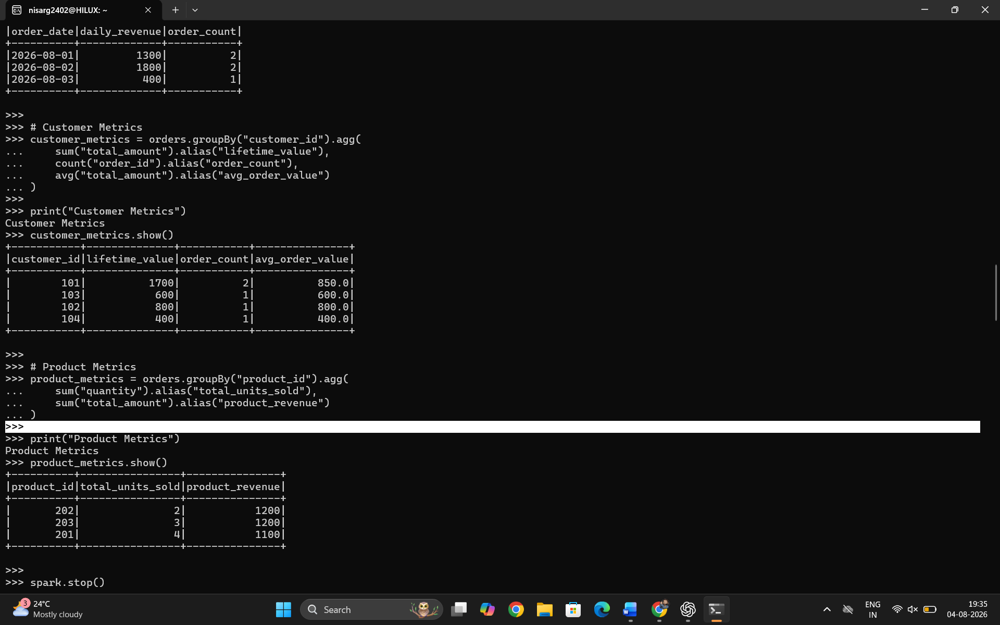 nisarg2402@HILUX: ~
|order_date|daily_revenue|order_count|
+----------+-------------+-----------+
|2026-08-01|         1300|          2|
|2026-08-02|         1800|          2|
|2026-08-03|          400|          1|
+----------+-------------+-----------+
>>>
>>> # Customer Metrics
>>> customer_metrics = orders.groupBy("customer_id").agg(
...     sum("total_amount").alias("lifetime_value"),
...     count("order_id").alias("order_count"),
...     avg("total_amount").alias("avg_order_value")
... )
>>>
>>> print("Customer Metrics")
Customer Metrics
>>> customer_metrics.show()
+-----------+--------------+-----------+---------------+
|customer_id|lifetime_value|order_count|avg_order_value|
+-----------+--------------+-----------+---------------+
|        101|          1700|          2|          850.0|
|        103|           600|          1|          600.0|
|        102|           800|          1|          800.0|
|        104|           400|          1|          400.0|
+-----------+--------------+-----------+---------------+
>>>
>>> # Product Metrics
>>> product_metrics = orders.groupBy("product_id").agg(
...     sum("quantity").alias("total_units_sold"),
...     sum("total_amount").alias("product_revenue")
... )
>>>
>>> print("Product Metrics")
Product Metrics
>>> product_metrics.show()
+----------+----------------+---------------+
|product_id|total_units_sold|product_revenue|
+----------+----------------+---------------+
|       202|               2|           1200|
|       203|               3|           1200|
|       201|               4|           1100|
+----------+----------------+---------------+
>>>
>>> spark.stop()
3
24°C
Mostly cloudy
Search
ENG
IN
19:35
04-08-2026